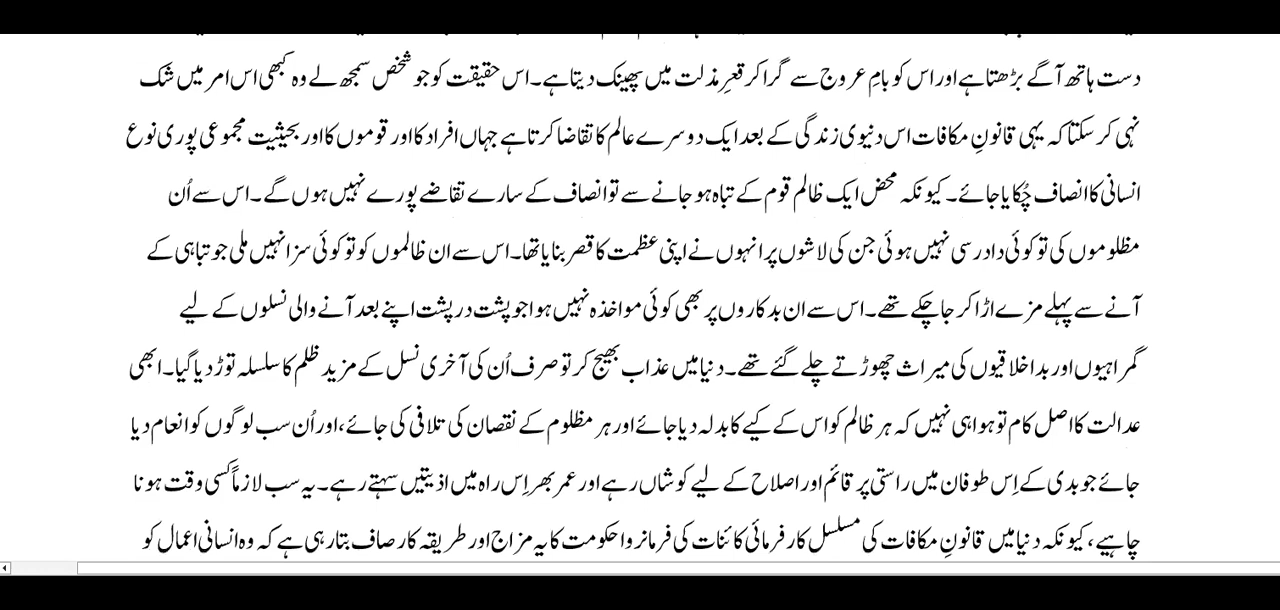 دست ہاتھ آگے بڑھتا ہے اور اس کو بامِ عروج سے گرا کر قعرِ مذلت میں پھینک دیتا ہے۔ اس حقیقت کو جو شخص سمجھ لے وہ کبھی اس امر میں شک
نہی کر سکتا کہ یہی قانونِ مکافات اس دنیوی زندگی کے بعد ایک دوسرے عالم کا تقاضا کرتا ہے جہاں افراد کا اور قوموں کا اور بحیثیت مجموعی پوری نوع
انسانی کا انصاف چُکایا جائے۔ کیونکہ محض ایک ظالم قوم کے تباہ ہو جانے سے تو انصاف کے سارے تقاضے پورے نہیں ہوں گے۔ اس سے اُن
مظلوموں کی تو کوئی دادرسی نہیں ہوئی جن کی لاشوں پر انہوں نے اپنی عظمت کا قصر بنایا تھا۔ اس سے ان ظالموں کو تو کوئی سزا نہیں ملی جو تباہی کے
آنے سے پہلے مزے اڑا کر جا چکے تھے۔ اس سے ان بدکاروں پر بھی کوئی مواخذہ نہیں ہوا جو پشت در پشت اپنے بعد آنے والی نسلوں کے لیے
گمراہیوں اور بداخلاقیوں کی میراث چھوڑتے چلے گئے تھے۔ دنیا میں عذاب بھیج کر تو صرف اُن کی آخری نسل کے مزید ظلم کا سلسلہ توڑ دیا گیا۔ ابھی
عدالت کا اصل کام تو ہوا ہی نہیں کہ ہر ظالم کو اس کے کیے کا بدلہ دیا جائے اور ہر مظلوم کے نقصان کی تلافی کی جائے، اور اُن سب لوگوں کو انعام دیا
جائے جو بدی کے اِس طوفان میں راستی پر قائم اور اصلاح کے لیے کوشاں رہے اور عمر بھر اِس راہ میں اذیتیں سہتے رہے۔ یہ سب لازماً کسی وقت ہونا
چاہیے، کیونکہ دنیا میں قانونِ مکافات کی مسلسل کارفرمائی کائنات کی فرمانروا حکومت کا یہ مزاج اور طریقہ کار صاف بتا رہی ہے کہ وہ انسانی اعمال کو